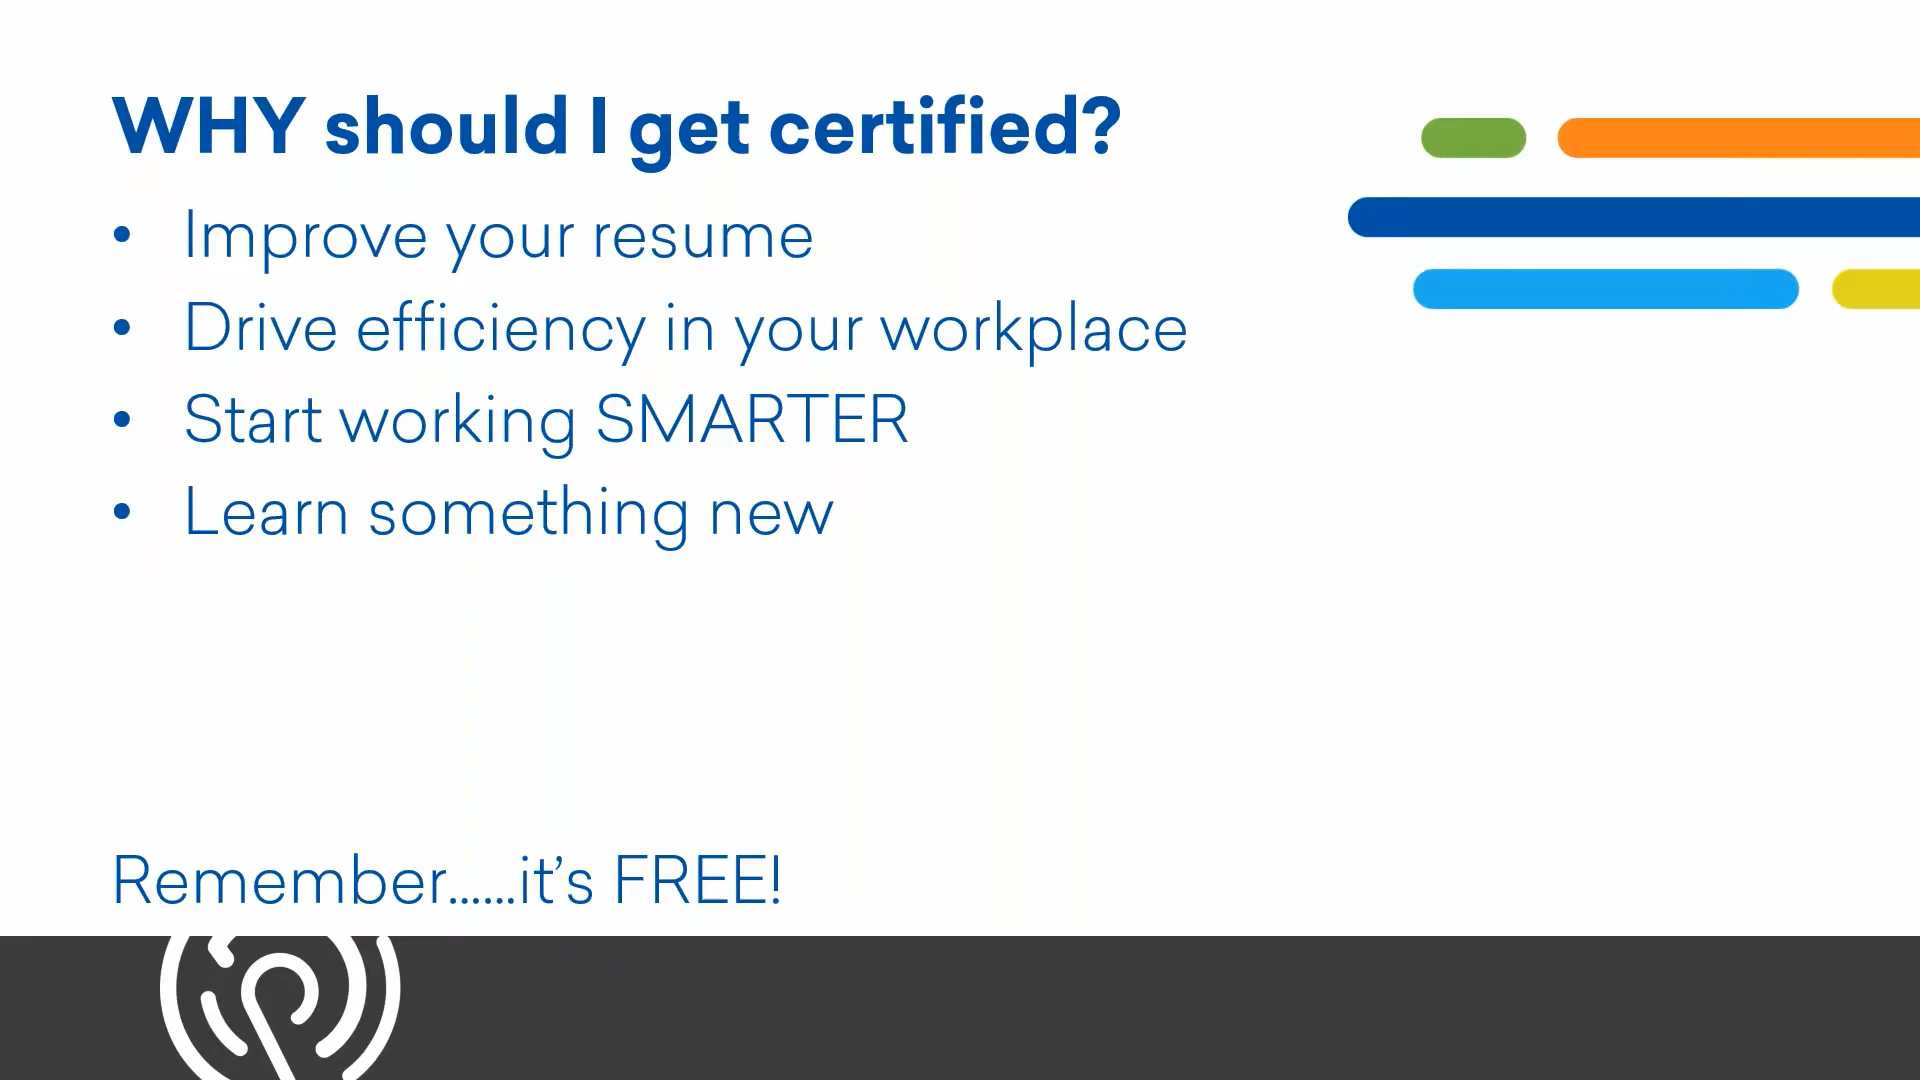 WHY should I get certified?
• Improve your resume
• Drive efficiency in your workplace
• Start working SMARTER
• Learn something new
Remember......it’s FREE!